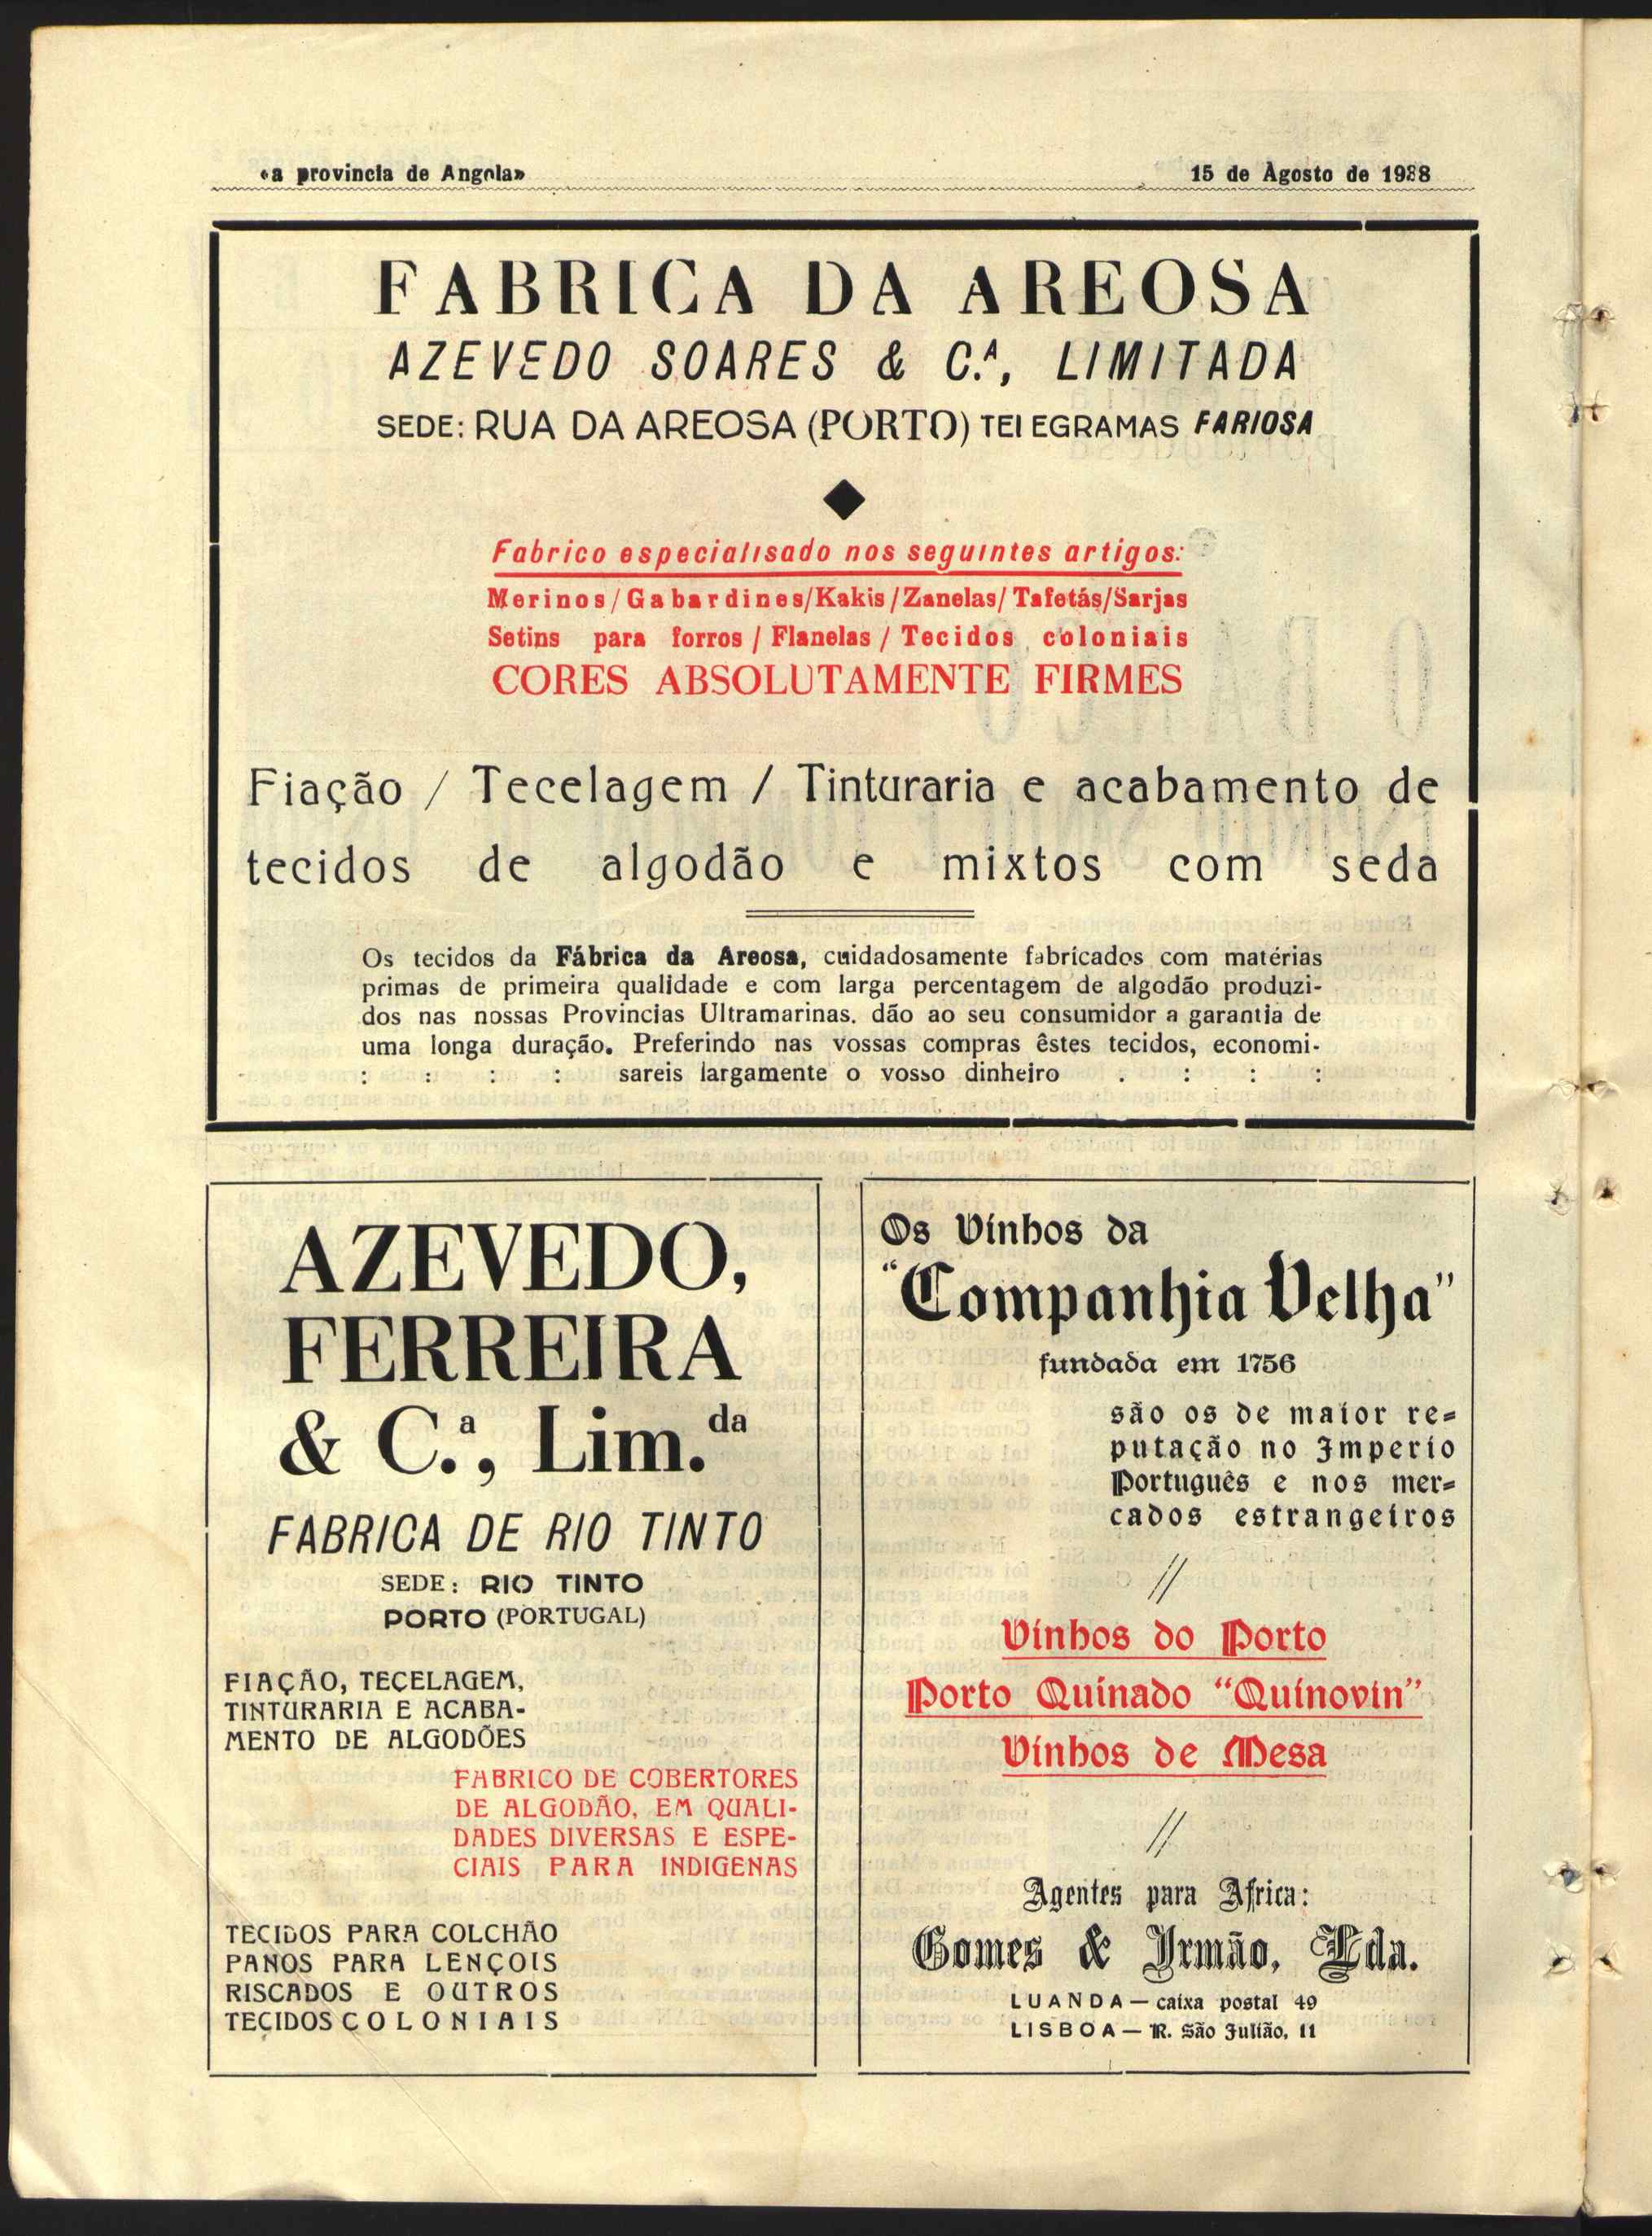 «a provincia de Angola»
15 de Agosto de 1938
FABRICA DA AREOSA
AZEVEDO SOARES & C.ᴬ, LIMITADA
SEDE: RUA DA AREOSA (PORTO) TELEGRAMAS FARIOSA
Fabrico especialisado nos seguintes artigos:
Merinos / Gabardines/Kakis / Zanelas/ Tafetás/Sarjas
Setins para forros / Flanelas / Tecidos coloniais
CORES ABSOLUTAMENTE FIRMES
Fiação / Tecelagem / Tinturaria e acabamento de
tecidos de algodão e mixtos com seda
Os tecidos da Fábrica da Areosa, cuidadosamente fabricados com matérias
primas de primeira qualidade e com larga percentagem de algodão produzi-
dos nas nossas Provincias Ultramarinas. dão ao seu consumidor a garantia de
uma longa duração. Preferindo nas vossas compras êstes tecidos, economi-
: : : : sareis largamente o vosso dinheiro . : : :
AZEVEDO,
FERREIRA
& C.ª, Lim.da
FABRICA DE RIO TINTO
SEDE: RIO TINTO
PORTO (PORTUGAL)
FIAÇÃO, TECELAGEM,
TINTURARIA E ACABA-
MENTO DE ALGODÕES
FABRICO DE COBERTORES
DE ALGODÃO, EM QUALI-
DADES DIVERSAS E ESPE-
CIAIS PARA INDIGENAS
TECIDOS PARA COLCHÃO
PANOS PARA LENÇOIS
RISCADOS E OUTROS
TECIDOS COLONIAIS
Os Vinhos da
"Companhia Velha"
fundada em 1756
são os de maior re-
putação no Imperio
Português e nos mer-
cados estrangeiros
//
Vinhos do Porto
Porto Quinado "Quinovin"
Vinhos de Mesa
//
Agentes para Africa:
Gomes & Irmão, Lda.
LUANDA — caixa postal 49
LISBOA — R. São Julião, 11